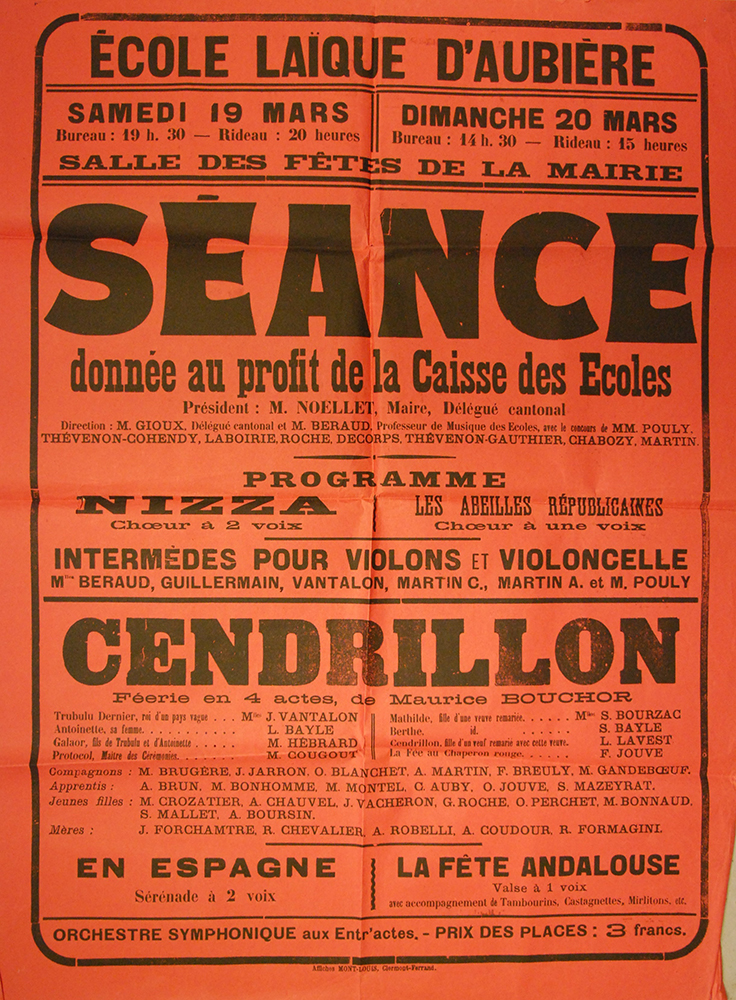 ÉCOLE LAÏQUE D'AUBIÈRE
SAMEDI 19 MARS
Bureau : 19 h. 30 — Rideau : 20 heures
DIMANCHE 20 MARS
Bureau : 14 h. 30 — Rideau : 15 heures
SALLE DES FÊTES DE LA MAIRIE
SÉANCE
donnée au profit de la Caisse des Ecoles
Président : M. NOELLET, Maire, Délégué cantonal
Direction : M. GIOUX, Délégué cantonal et M. BERAUD, Professeur de Musique des Ecoles, avec le concours de MM. POULY,
THÉVENON-COHENDY, LABOIRIE, ROCHE, DECORPS, THÉVENON-GAUTHIER, CHABOZY, MARTIN.
PROGRAMME
NIZZA
Chœur à 2 voix
LES ABEILLES RÉPUBLICAINES
Chœur à une voix
INTERMÈDES POUR VIOLONS ET VIOLONCELLE
Mlles BERAUD, GUILLERMAIN, VANTALON, MARTIN C., MARTIN A. et M. POULY
CENDRILLON
Féerie en 4 actes, de Maurice BOUCHOR
Trubulu Dernier, roi d'un pays vague . . . Mlles J. VANTALON
Antoinette, sa femme. . . . . . . . . . L. BAYLE
Galaor, fils de Trubulu et d'Antoinette . . . . . M. HÉBRARD
Protocol, Maître des Cérémonies. . . . . . . . M. COUGOUT
Mathilde, fille d'une veuve remariée. . . . . . Mlles S. BOURZAC
Berthe, id. . . . . . . S. BAYLE
Cendrillon, fille d'un veuf remarié avec cette veuve. L. LAVEST
La Fée au Chaperon rouge. . . . . . F. JOUVE
Compagnons : M. BRUGÈRE, J. JARRON, O. BLANCHET, A. MARTIN, F. BREULY, M. GANDEBŒUF.
Apprentis : A. BRUN, M. BONHOMME, M. MONTEL, C. AUBY, O. JOUVE, S. MAZEYRAT.
Jeunes filles : M. CROZATIER, A. CHAUVEL, J. VACHERON, G. ROCHE, O. PERCHET, M. BONNAUD,
S. MALLET, A. BOURSIN.
Mères : J. FORCHAMTRE, R. CHEVALIER, A. ROBELLI, A. COUDOUR, R. FORMAGINI.
EN ESPAGNE
Sérénade à 2 voix
LA FÊTE ANDALOUSE
Valse à 1 voix
avec accompagnement de Tambourins, Castagnettes, Mirlitons, etc.
ORCHESTRE SYMPHONIQUE aux Entr'actes. - PRIX DES PLACES : 3 francs.
Affiches MONT-LOUIS, Clermont-Ferrand.